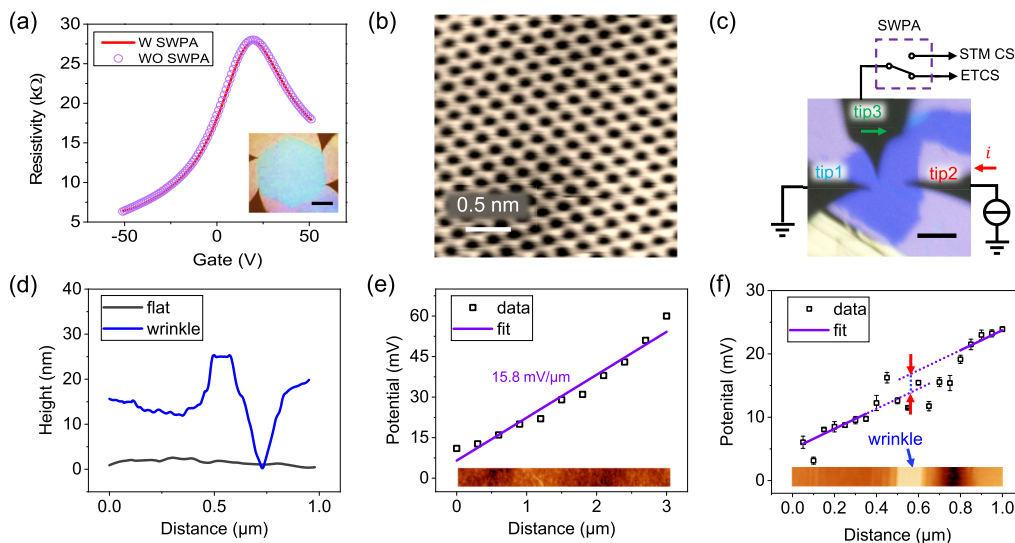 (a)
30
25
20
15
10
5
Resistivity (kΩ)
W SWPA
WO SWPA
-50
0
50
Gate (V)
(b)
0.5 nm
(c)
SWPA
STM CS
ETCS
tip3
tip1
tip2
i
(d)
40
30
20
10
0
Height (nm)
flat
wrinkle
0.0
0.5
1.0
Distance (µm)
(e)
60
45
30
15
0
Potential (mV)
data
fit
15.8 mV/µm
0
1
2
3
Distance (µm)
(f)
30
20
10
0
Potenital (mV)
data
fit
wrinkle
0.0
0.2
0.4
0.6
0.8
1.0
Distance (µm)